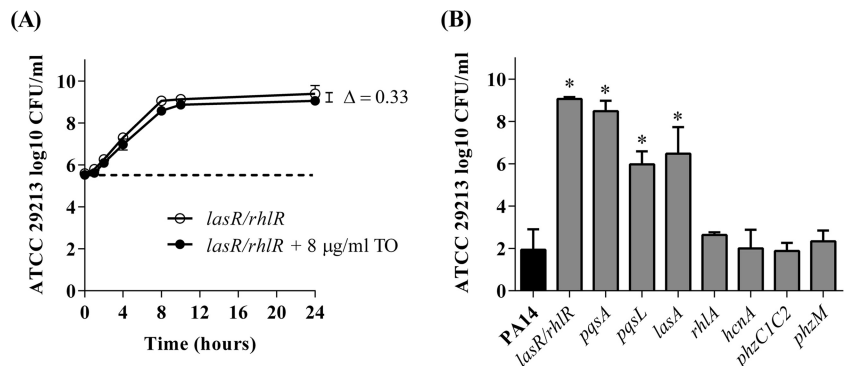 (A)
ATCC 29213 log10 CFU/ml
10
8
6
4
2
0
Δ = 0.33
lasR/rhlR
lasR/rhlR + 8 µg/ml TO
0 4 8 12 16 20 24
Time (hours)
(B)
ATCC 29213 log10 CFU/ml
10
8
6
4
2
0
* * * *
PA14
lasR/rhlR
pqsA
pqsL
lasA
rhlA
hcnA
phzC1C2
phzM